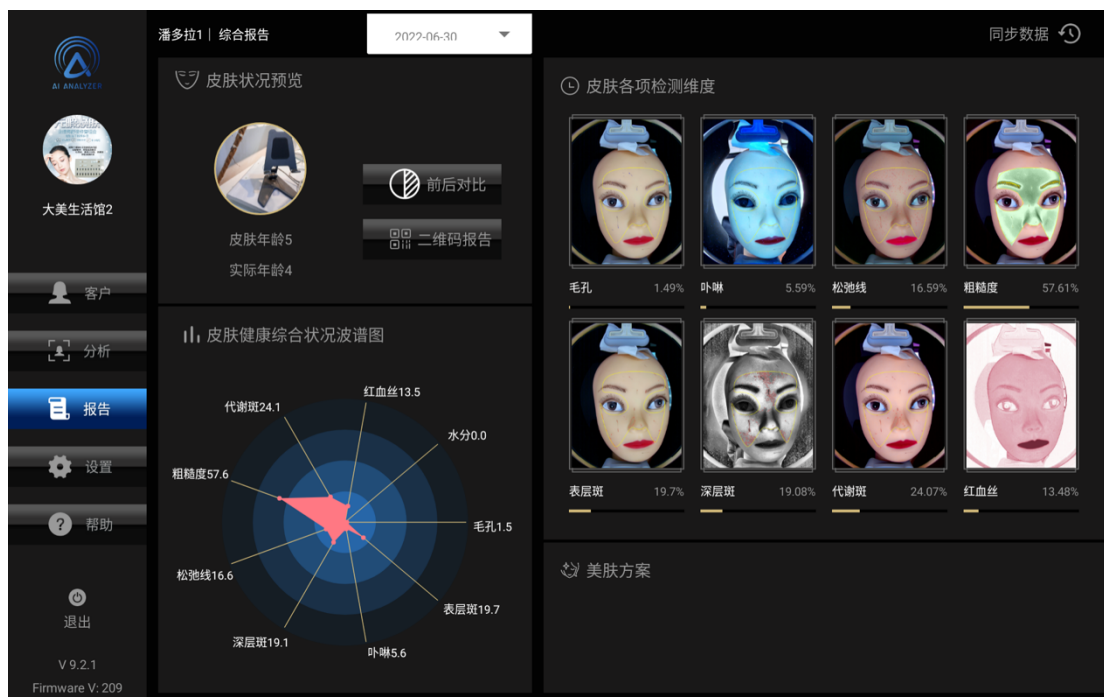 AI ANALYZER
大美生活馆2
客户
分析
报告
设置
帮助
退出
V 9.2.1
Firmware V: 209
潘多拉1｜ 综合报告
2022-06-30
同步数据
皮肤状况预览
前后对比
二维码报告
皮肤年龄5
实际年龄4
皮肤健康综合状况波谱图
红血丝13.5
代谢斑24.1
水分0.0
粗糙度57.6
毛孔1.5
松弛线16.6
表层斑19.7
深层斑19.1
卟啉5.6
皮肤各项检测维度
毛孔 1.49%
卟啉 5.59%
松弛线 16.59%
粗糙度 57.61%
表层斑 19.7%
深层斑 19.08%
代谢斑 24.07%
红血丝 13.48%
美肤方案